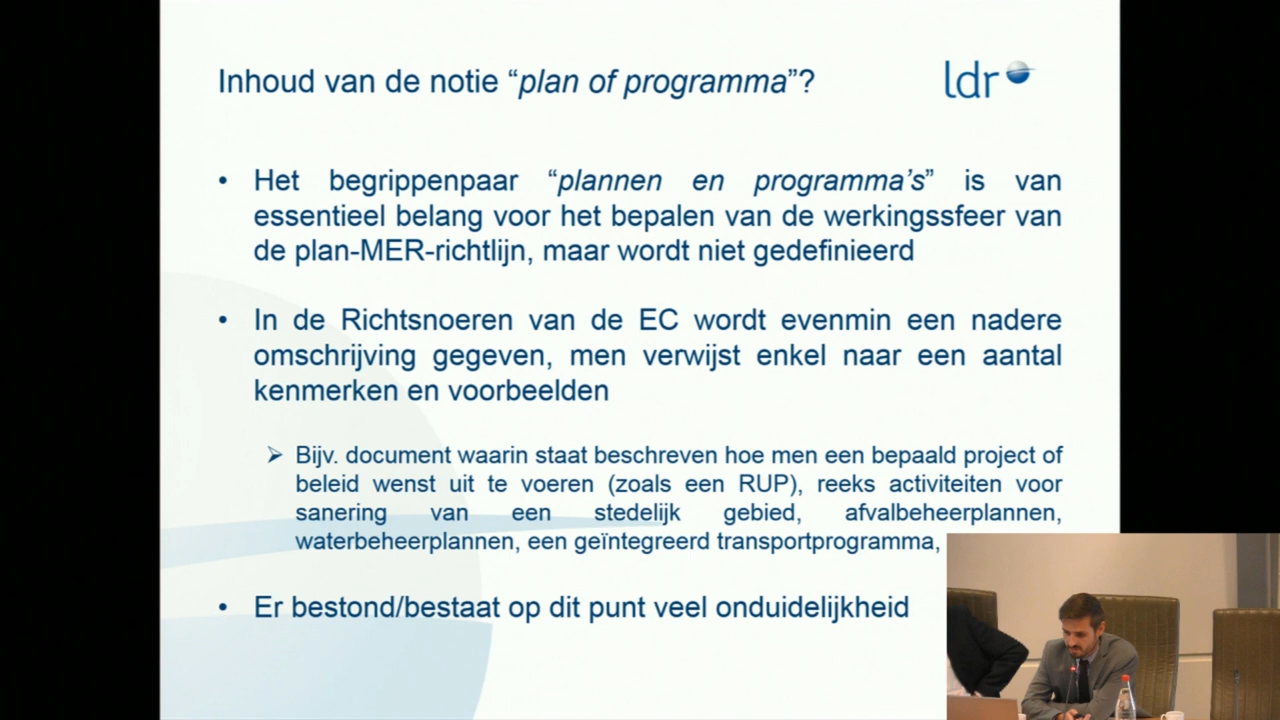 Inhoud van de notie “plan of programma”?
ldr
• Het begrippenpaar “plannen en programma’s” is van
essentieel belang voor het bepalen van de werkingssfeer van
de plan-MER-richtlijn, maar wordt niet gedefinieerd
• In de Richtsnoeren van de EC wordt evenmin een nadere
omschrijving gegeven, men verwijst enkel naar een aantal
kenmerken en voorbeelden
➢ Bijv. document waarin staat beschreven hoe men een bepaald project of
beleid wenst uit te voeren (zoals een RUP), reeks activiteiten voor
sanering van een stedelijk gebied, afvalbeheerplannen,
waterbeheerplannen, een geïntegreerd transportprogramma,
• Er bestond/bestaat op dit punt veel onduidelijkheid